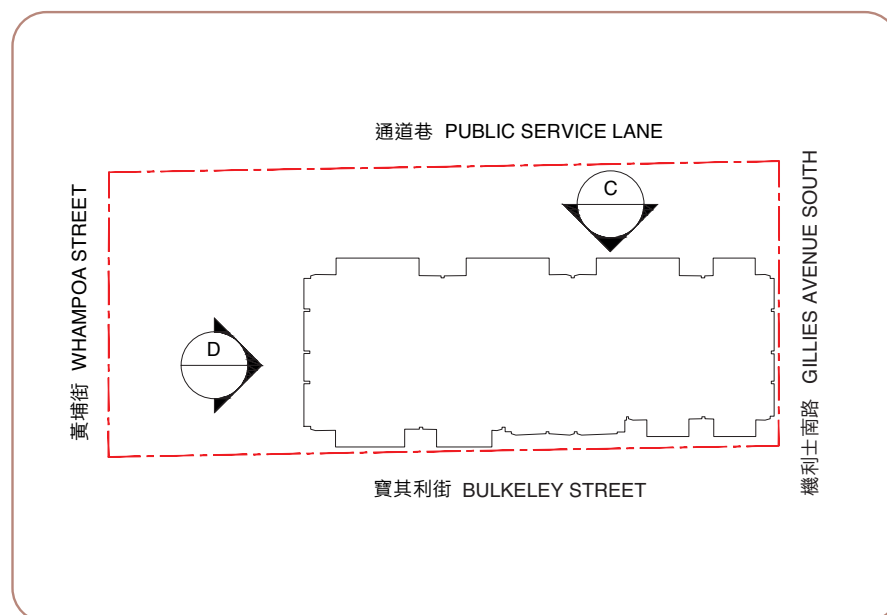 通道巷 PUBLIC SERVICE LANE
C
黃埔街 WHAMPOA STREET
機利士南路 GILLIES AVENUE SOUTH
D
寶其利街 BULKELEY STREET